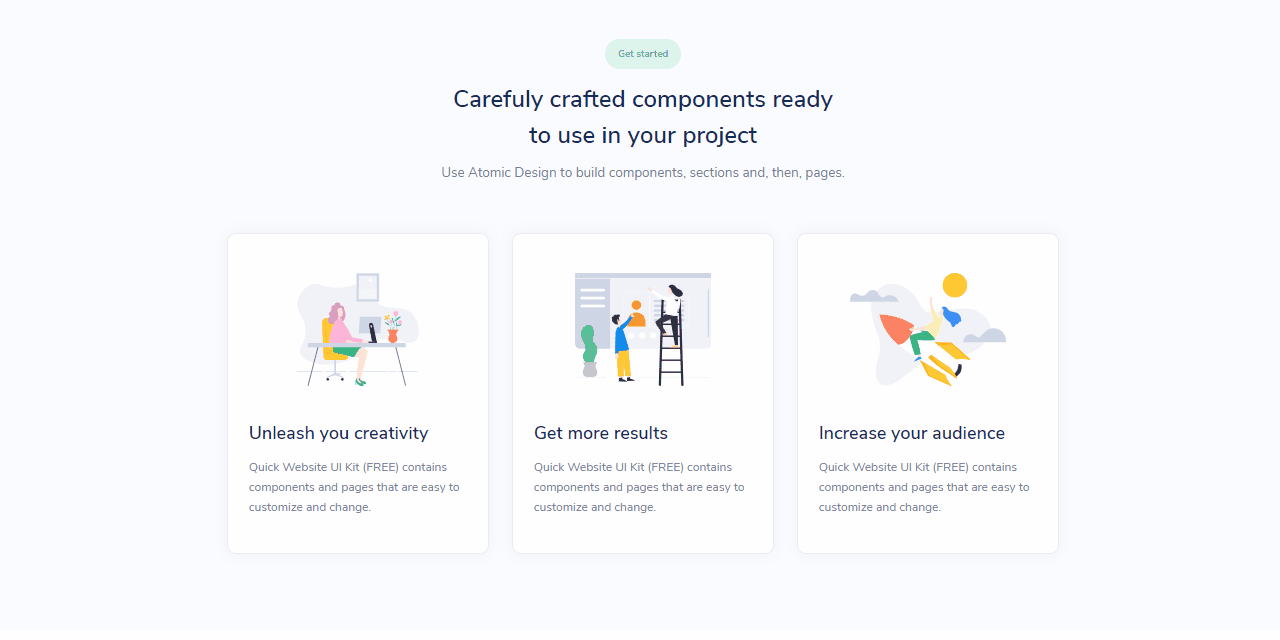 Get started
Carefuly crafted components ready
to use in your project
Use Atomic Design to build components, sections and, then, pages.
Unleash you creativity
Quick Website UI Kit (FREE) contains
components and pages that are easy to
customize and change.
Get more results
Quick Website UI Kit (FREE) contains
components and pages that are easy to
customize and change.
Increase your audience
Quick Website UI Kit (FREE) contains
components and pages that are easy to
customize and change.